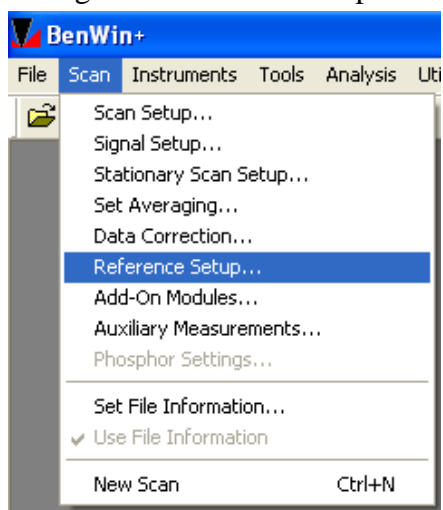 BenWin+
File Scan Instruments Tools Analysis Uti
Scan Setup...
Signal Setup...
Stationary Scan Setup...
Set Averaging...
Data Correction...
Reference Setup...
Add-On Modules...
Auxiliary Measurements...
Phosphor Settings...
Set File Information...
Use File Information
New Scan Ctrl+N